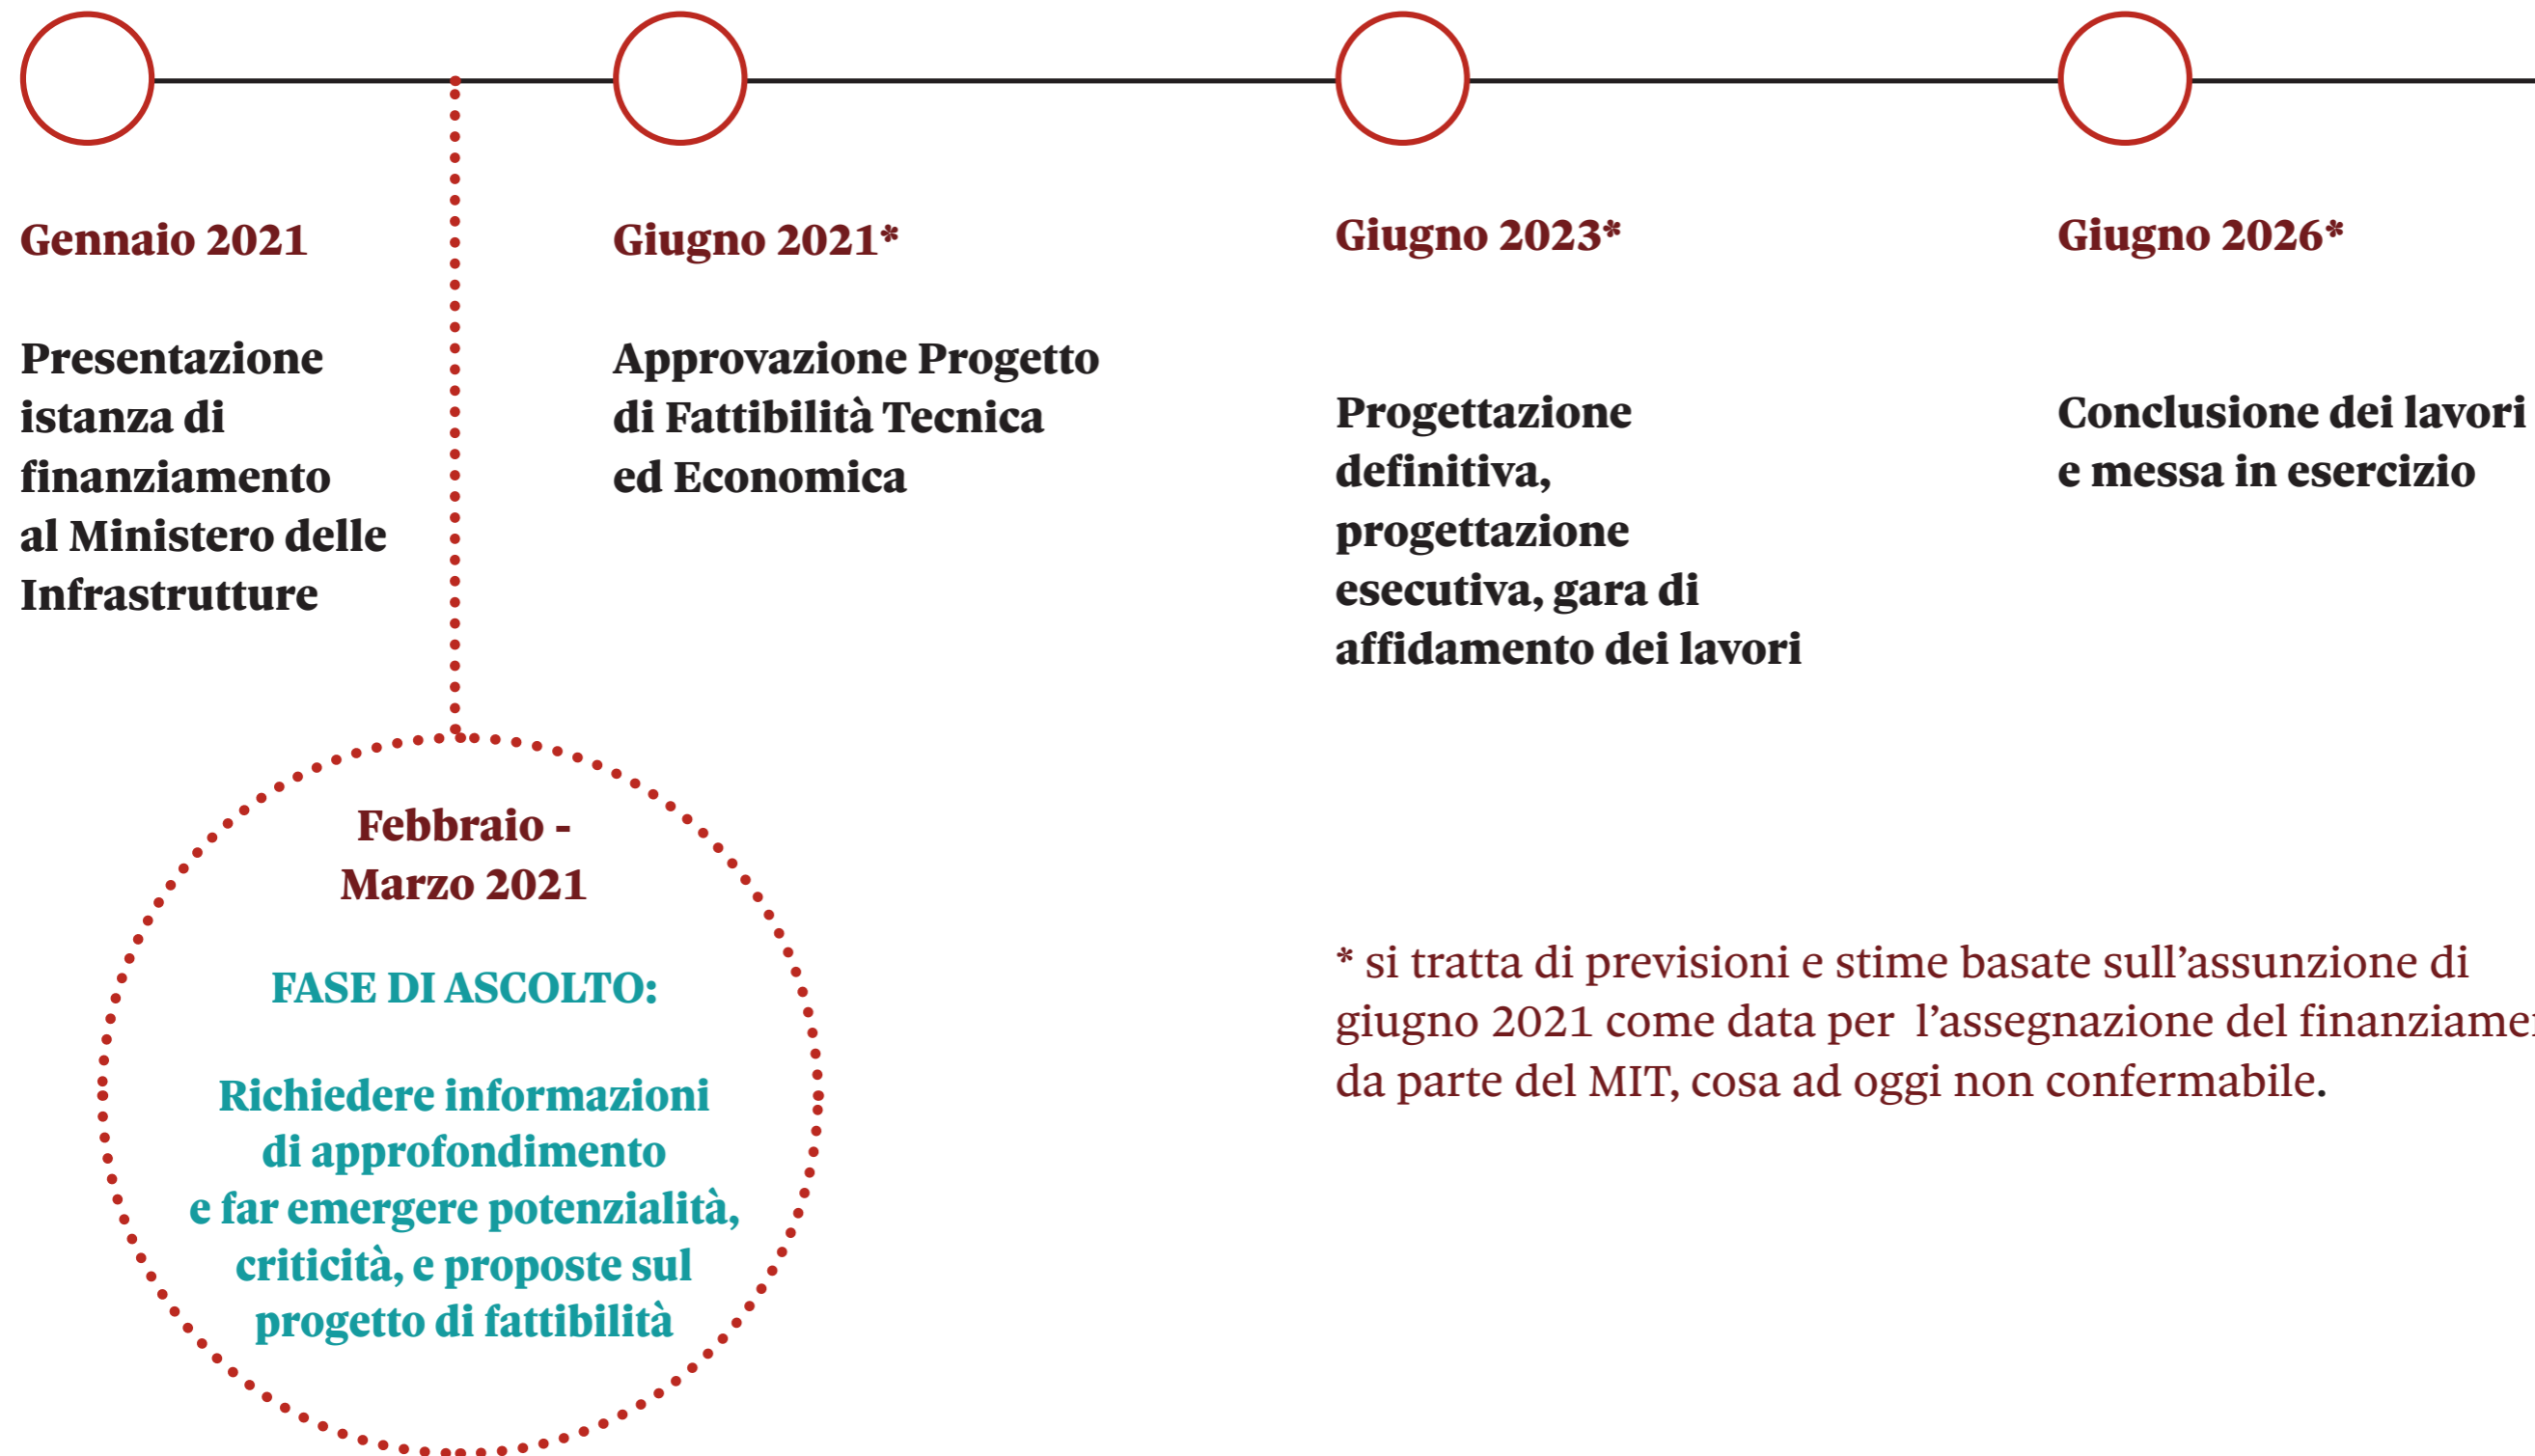 Gennaio 2021
Presentazione
istanza di
finanziamento
al Ministero delle
Infrastrutture
Febbraio -
Marzo 2021
FASE DI ASCOLTO:
Richiedere informazioni
di approfondimento
e far emergere potenzialità,
criticità, e proposte sul
progetto di fattibilità
Giugno 2021*
Approvazione Progetto
di Fattibilità Tecnica
ed Economica
Giugno 2023*
Progettazione
definitiva,
progettazione
esecutiva, gara di
affidamento dei lavori
Giugno 2026*
Conclusione dei lavori
e messa in esercizio
* si tratta di previsioni e stime basate sull’assunzione di
giugno 2021 come data per l’assegnazione del
da parte del MIT, cosa ad oggi non confermabile.